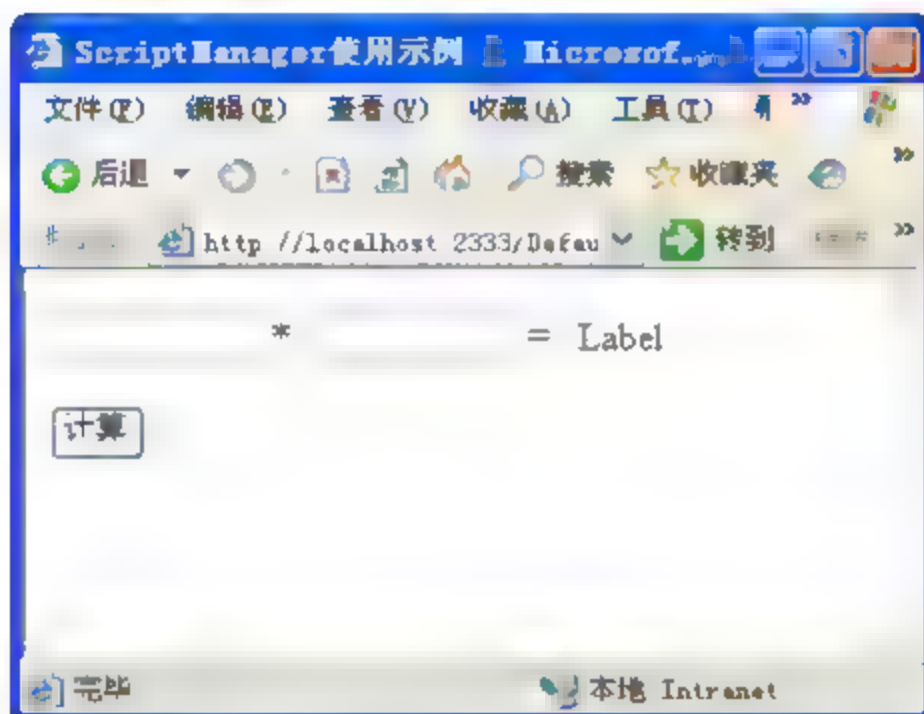 ScriptManager使用示例 Microsof...
文件(F) 编辑(E) 查看(V) 收藏(A) 工具(T) »
后退 搜索 收藏夹 »
http //localhost 2333/Defau 转到 »
* = Label
计算
完毕 本地 Intranet